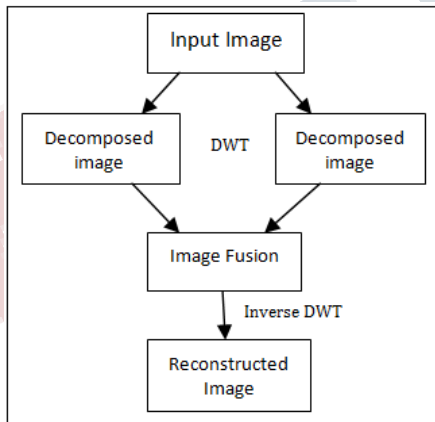 Input Image
Decomposed
image
DWT
Decomposed
image
Image Fusion
Inverse DWT
Reconstructed
Image